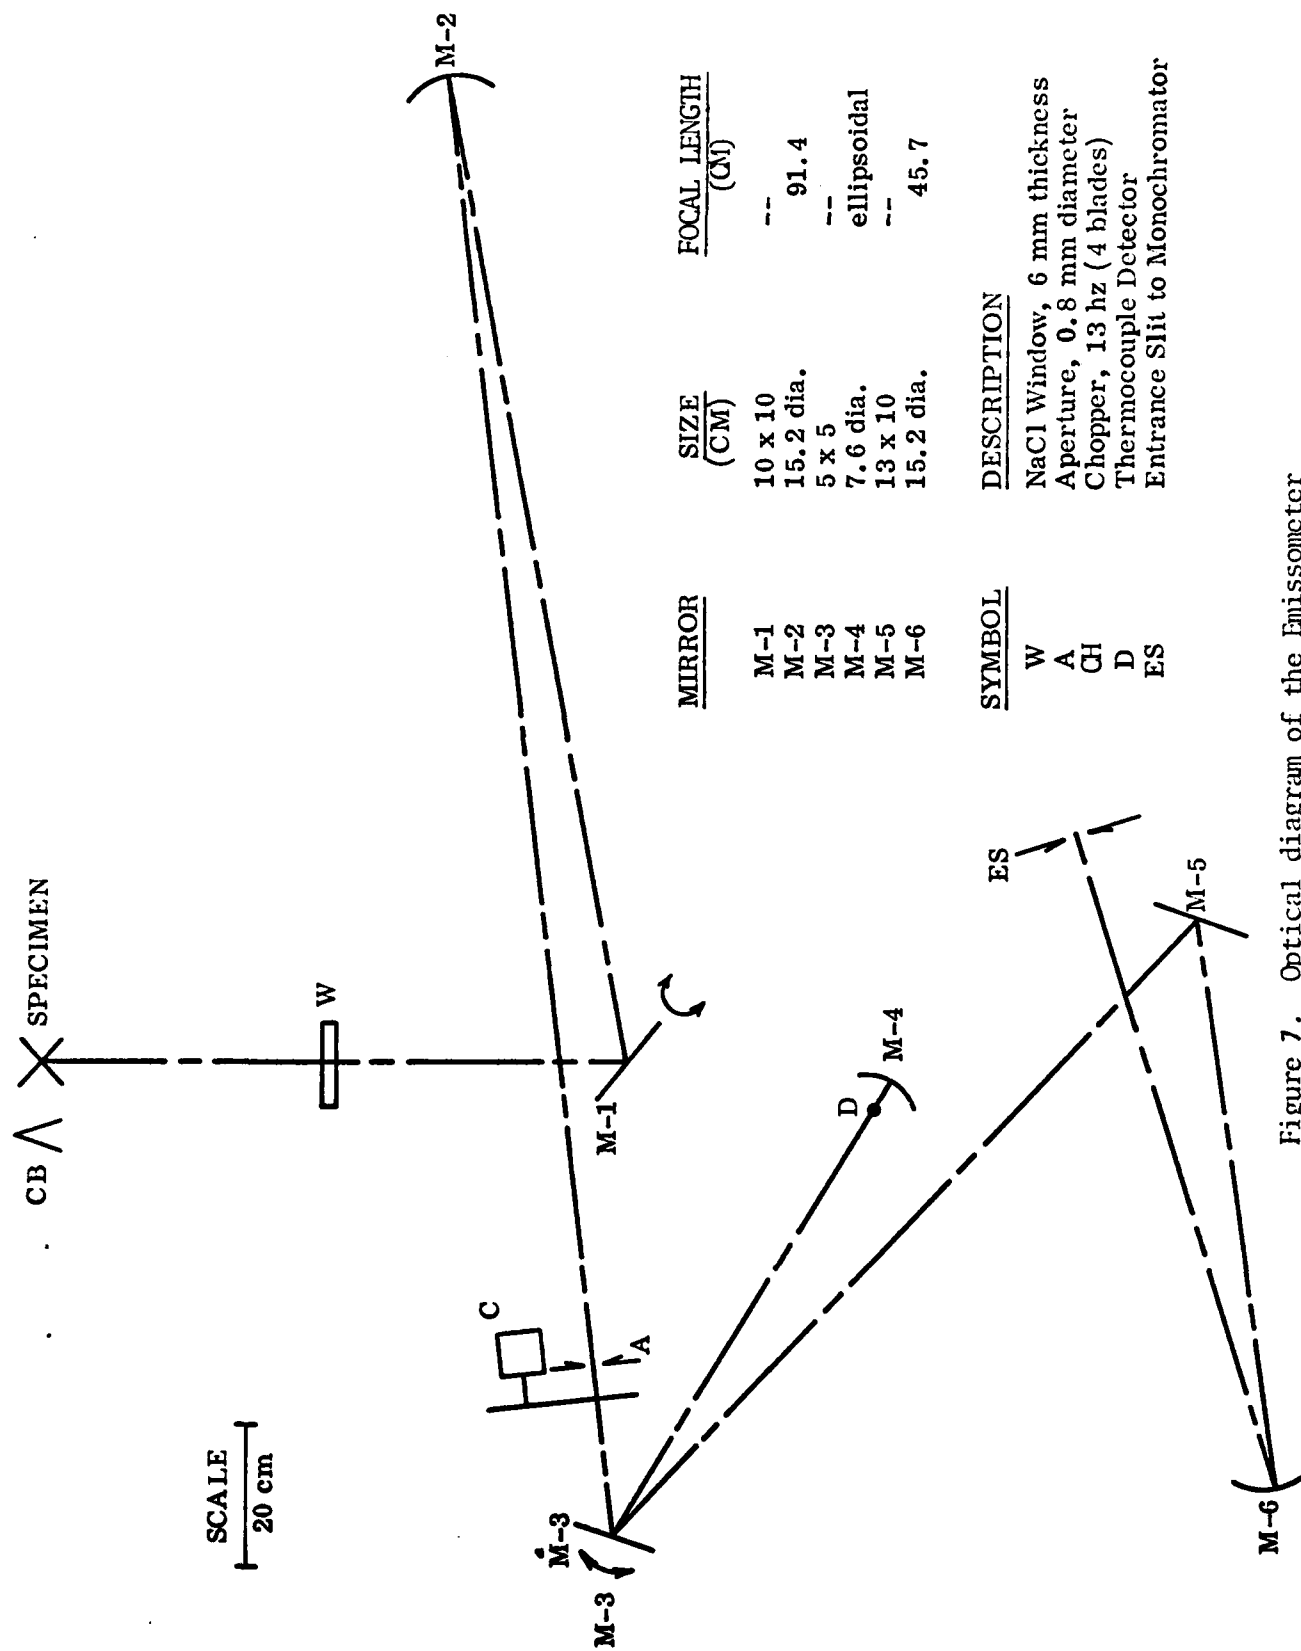 SCALE
20 cm
CB
SPECIMEN
W
M-1
M-2
C
A
M-3
M-3
D
M-4
ES
M-5
M-6
MIRROR SIZE (CM) FOCAL LENGTH (CM)
M-1 10 x 10 --
M-2 15.2 dia. 91.4
M-3 5 x 5 --
M-4 7.6 dia. ellipsoidal
M-5 13 x 10 --
M-6 15.2 dia. 45.7
SYMBOL DESCRIPTION
W NaCl Window, 6 mm thickness
A Aperture, 0.8 mm diameter
CH Chopper, 13 hz (4 blades)
D Thermocouple Detector
ES Entrance Slit to Monochromator
Figure 7. Optical diagram of the Emissometer